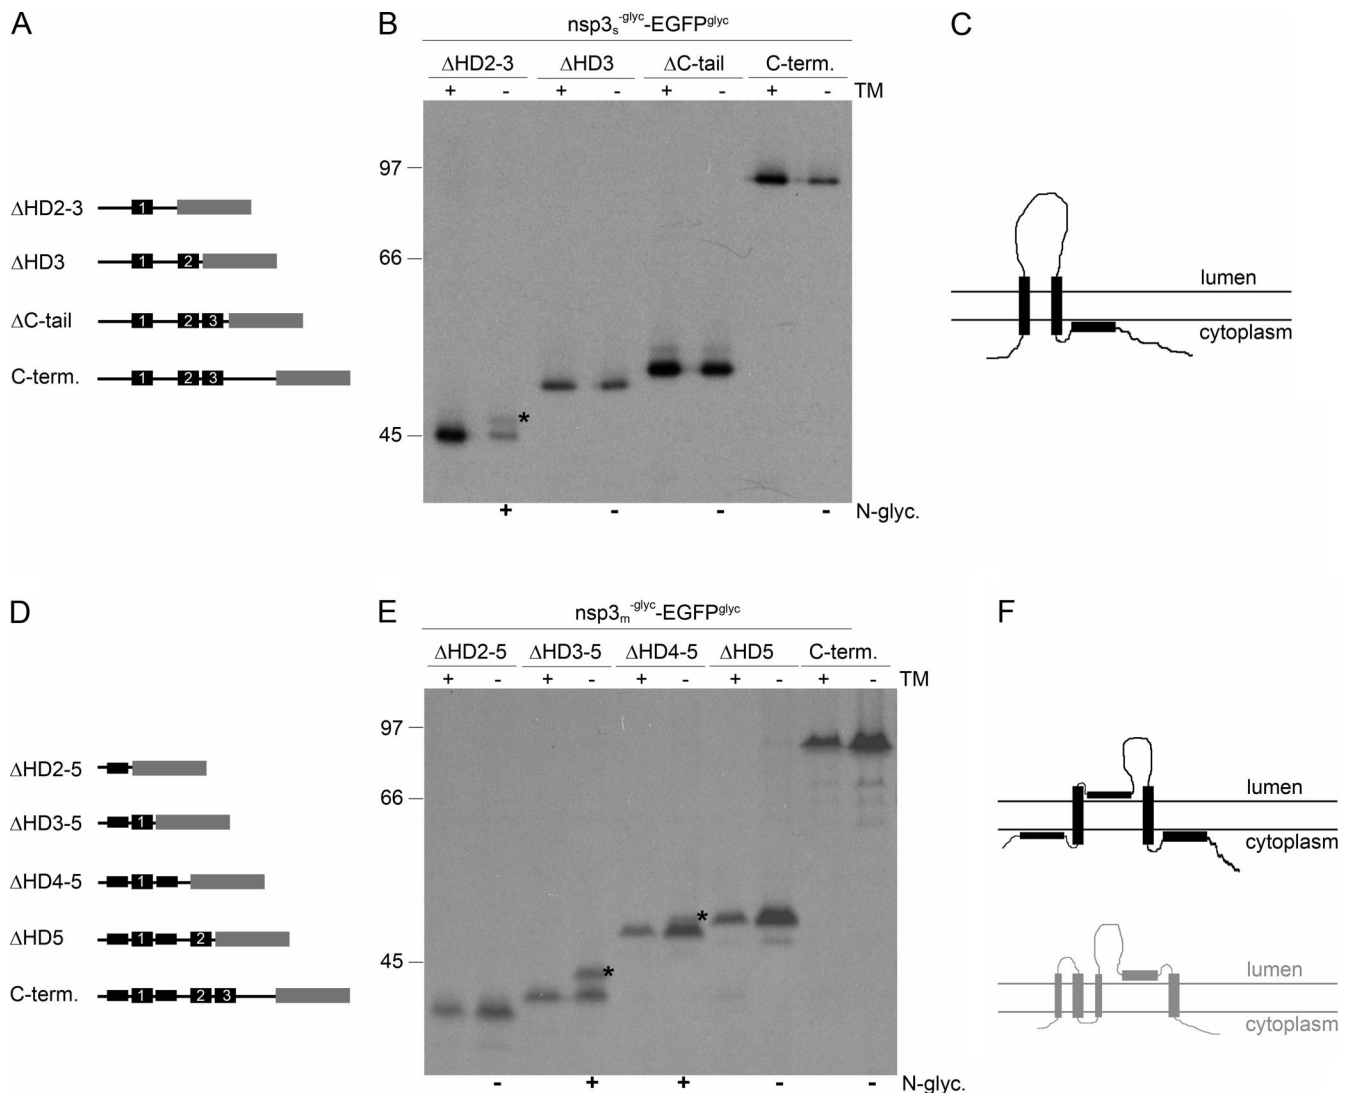 A
ΔHD2-3
1
ΔHD3
1 2
ΔC-tail
1 2 3
C-term.
1 2 3
B
nsp3s-glyc-EGFPglyc
ΔHD2-3 ΔHD3 ΔC-tail C-term.
+ - + - + - + - TM
97
66
45
*
+ - - - N-glyc.
C
lumen
cytoplasm
D
ΔHD2-5
ΔHD3-5
1
ΔHD4-5
1
ΔHD5
1 2
C-term.
1 2 3
E
nsp3m-glyc-EGFPglyc
ΔHD2-5 ΔHD3-5 ΔHD4-5 ΔHD5 C-term.
+ - + - + - + - + - TM
97
66
*
45
*
- + + - - N-glyc.
F
lumen
cytoplasm
lumen
cytoplasm